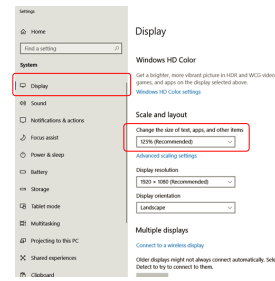 Settings
Home
Find a setting
System
Display
Sound
Notifications & actions
Focus assist
Power & sleep
Battery
Storage
Tablet mode
Multitasking
Projecting to this PC
Shared experiences
Clipboard
Display
Windows HD Color
Get a brighter, more vibrant picture in HDR and WCG video
games, and apps on the display selected above.
Windows HD Color settings
Scale and layout
Change the size of text, apps, and other items
125% (Recommended)
Advanced scaling settings
Display resolution
1920 × 1080 (Recommended)
Display orientation
Landscape
Multiple displays
Connect to a wireless display
Older displays might not always connect automatically. Sele
Detect to try to connect to them.